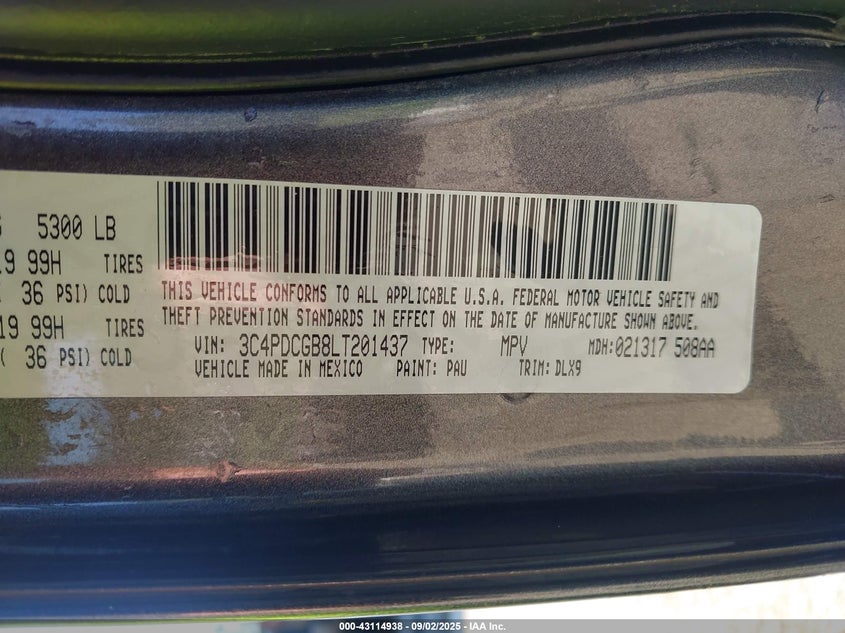 5300 LB
19 99H TIRES
36 PSI) COLD
19 99H TIRES
( 36 PSI) COLD
THIS VEHICLE CONFORMS TO ALL APPLICABLE U.S.A. FEDERAL MOTOR VEHICLE SAFETY AND
THEFT PREVENTION STANDARDS IN EFFECT ON THE DATE OF MANUFACTURE SHOWN ABOVE.
VIN: 3C4PDCGB8LT201437 TYPE: MPV MDH: 021317 508AA
VEHICLE MADE IN MEXICO PAINT: PAU TRIM: DLX9
000-43114938 - 09/02/2025 - IAA Inc.